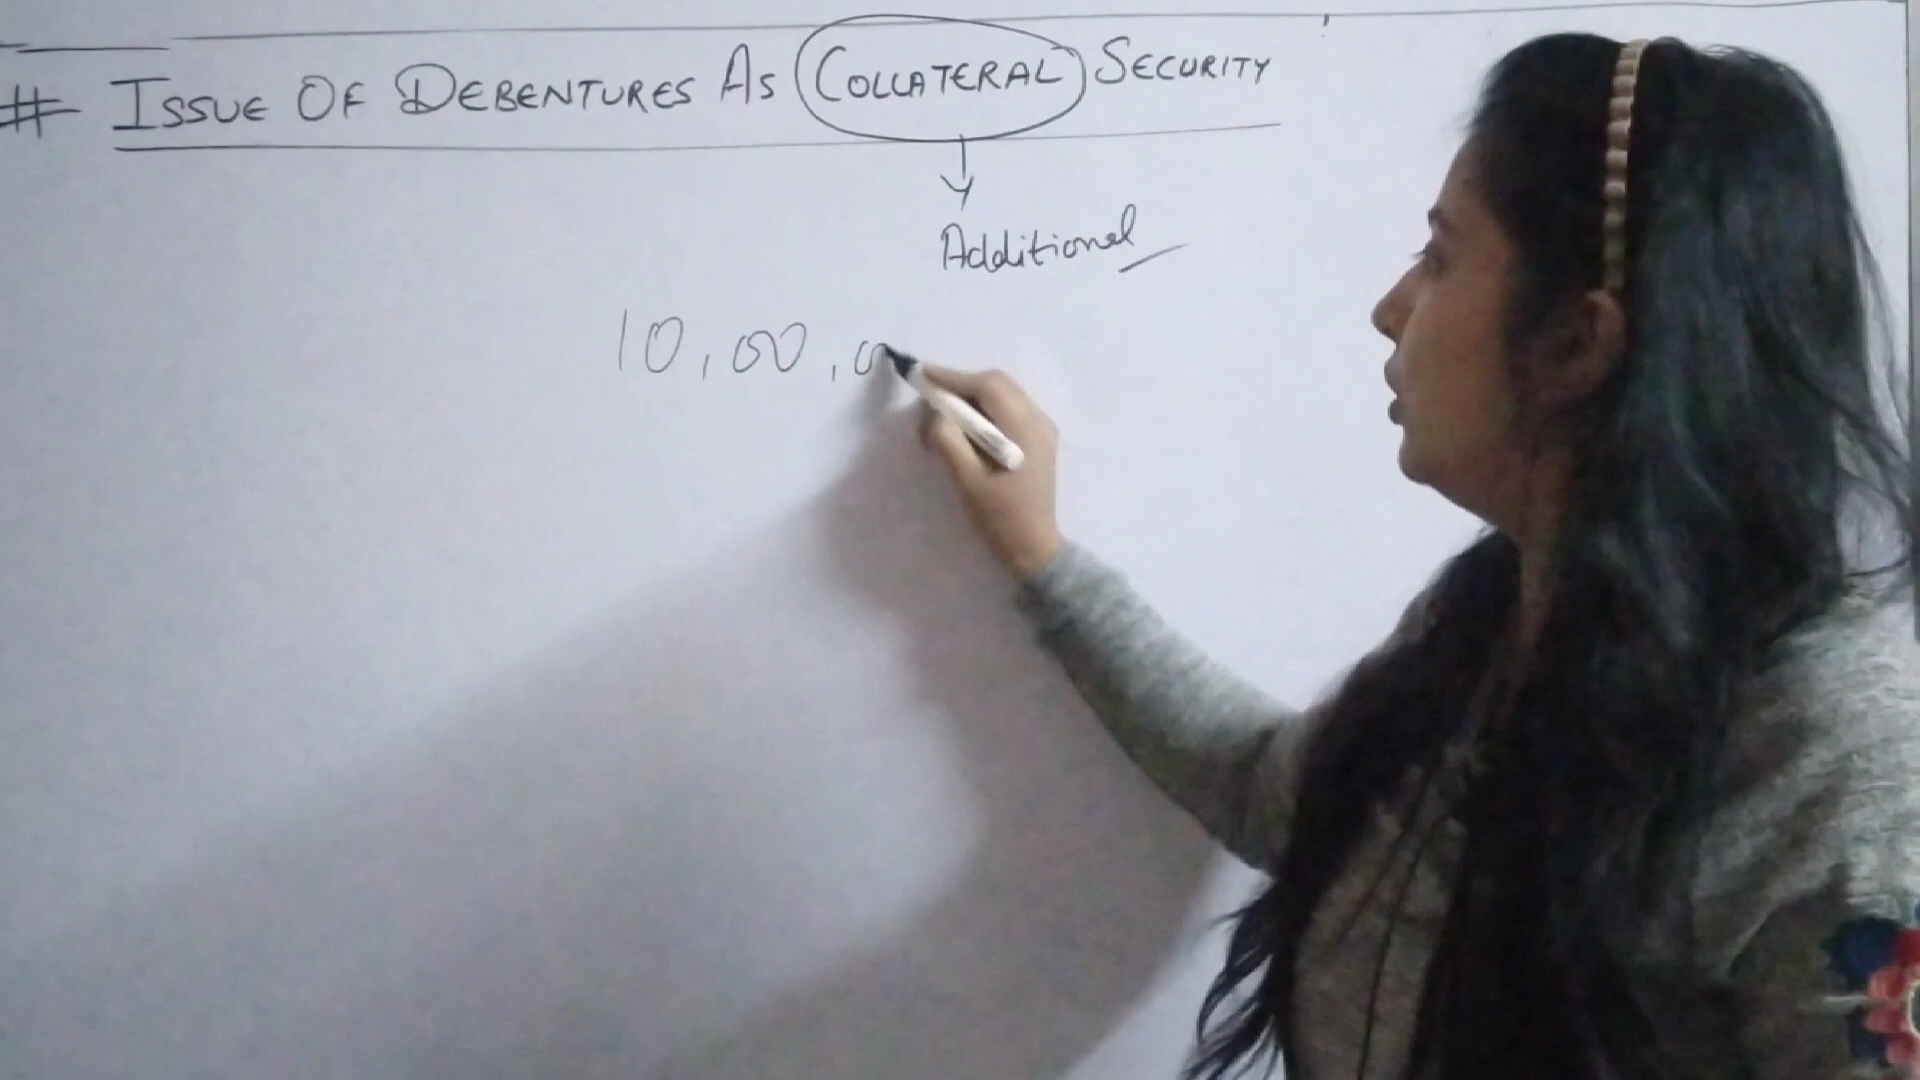 # ISSUE OF DEBENTURES AS COLLATERAL SECURITY
Additional
10,00,0